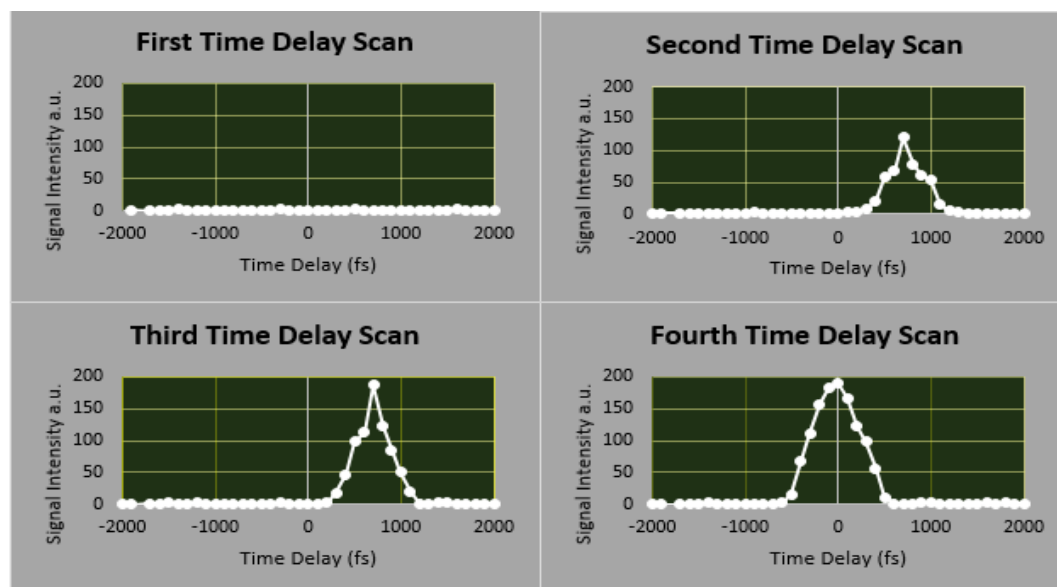 First Time Delay Scan
Signal Intensity a.u.
200
150
100
50
0
-2000 -1000 0 1000 2000
Time Delay (fs)
Second Time Delay Scan
Signal Intensity a.u.
200
150
100
50
0
-2000 -1000 0 1000 2000
Time Delay (fs)
Third Time Delay Scan
Signal Intensity a.u.
200
150
100
50
0
-2000 -1000 0 1000 2000
Time Delay (fs)
Fourth Time Delay Scan
Signal Intensity a.u.
200
150
100
50
0
-2000 -1000 0 1000 2000
Time Delay (fs)